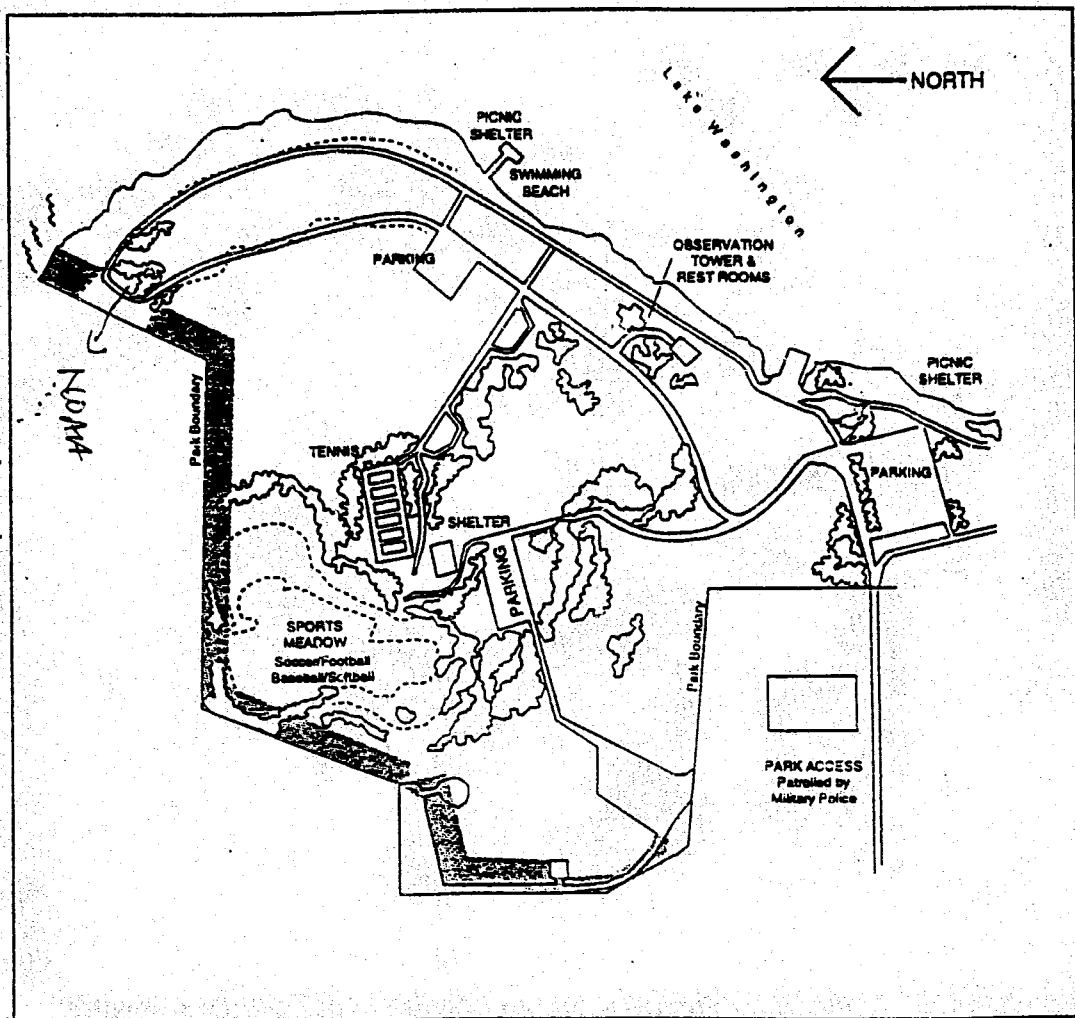 NORTH
Lake Washington
PICNIC
SHELTER
SWIMMING
BEACH
OBSERVATION
TOWER &
REST ROOMS
PARKING
NOAA
Park Boundary
PICNIC
SHELTER
TENNIS
PARKING
SHELTER
PARKING
SPORTS
MEADOW
Soccer/Football
Baseball/Softball
Park Boundary
PARK ACCESS
Patrolled by
Military Police